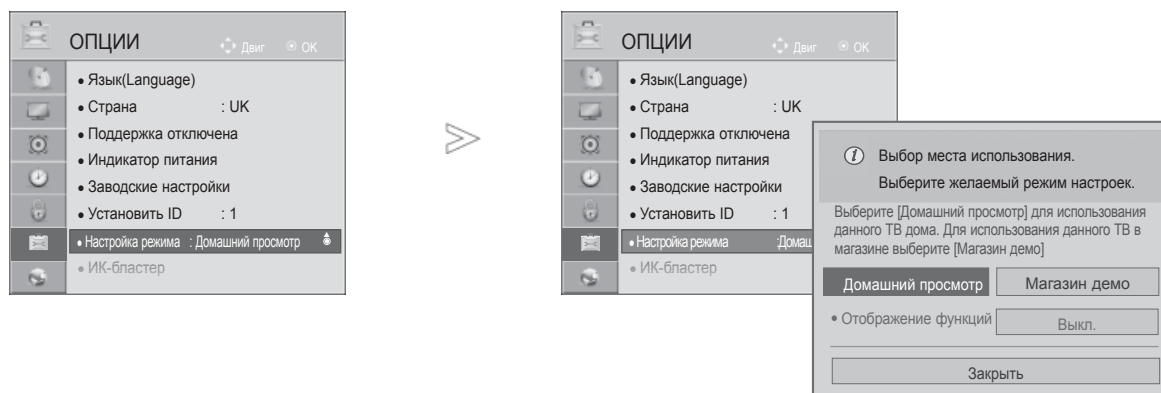 ОПЦИИ
Двиг OK
• Язык(Language)
• Страна : UK
• Поддержка отключена
• Индикатор питания
• Заводские настройки
• Установить ID : 1
• Настройка режима : Домашний просмотр
• ИК-бластер
ОПЦИИ
Двиг OK
• Язык(Language)
• Страна : UK
• Поддержка отключена
• Индикатор питания
• Заводские настройки
• Установить ID : 1
• Настройка режима :Домаш
• ИК-бластер
Выбор места использования.
Выберите желаемый режим настроек.
Выберите [Домашний просмотр] для использования
данного ТВ дома. Для использования данного ТВ в
магазине выберите [Магазин демо]
Домашний просмотр Магазин демо
• Отображение функций Выкл.
Закрыть